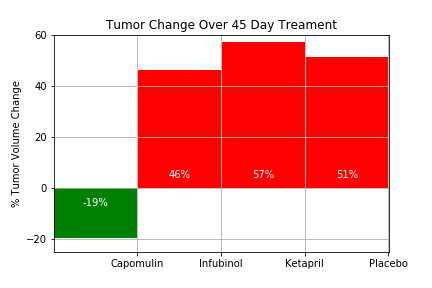 Tumor Change Over 45 Day Treament
% Tumor Volume Change
60
40
20
0
−20
-19%
46%
57%
51%
Capomulin
Infubinol
Ketapril
Placebo